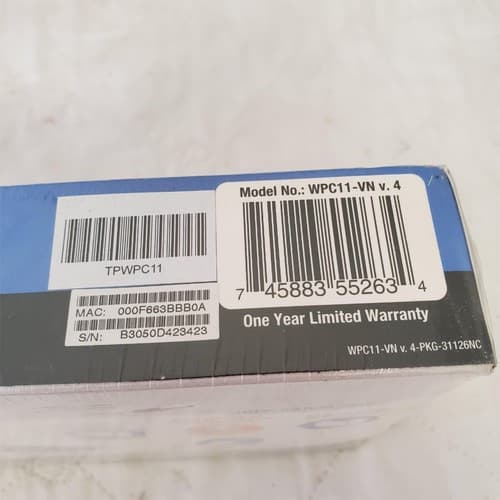 Model No.: WPC11-VN v. 4
TPWPC11
7 45883 55263 4
MAC: 000F663BBB0A
S/N: B3050D423423
One Year Limited Warranty
WPC11-VN v. 4-PKG-31126NC